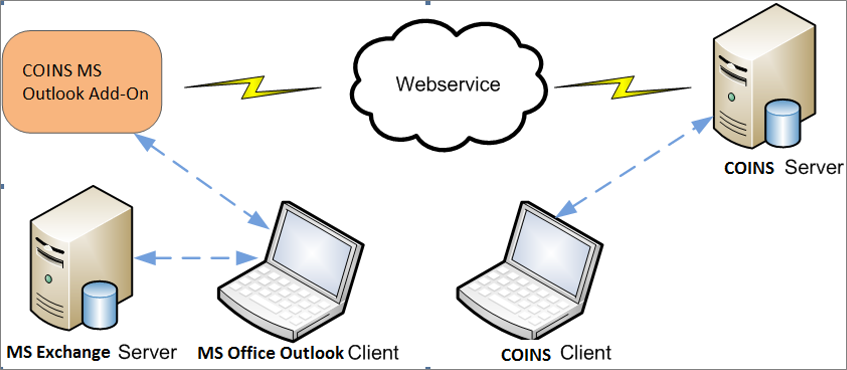 COINS MS
Outlook Add-On
Webservice
COINS Server
MS Exchange Server
MS Office Outlook Client
COINS Client